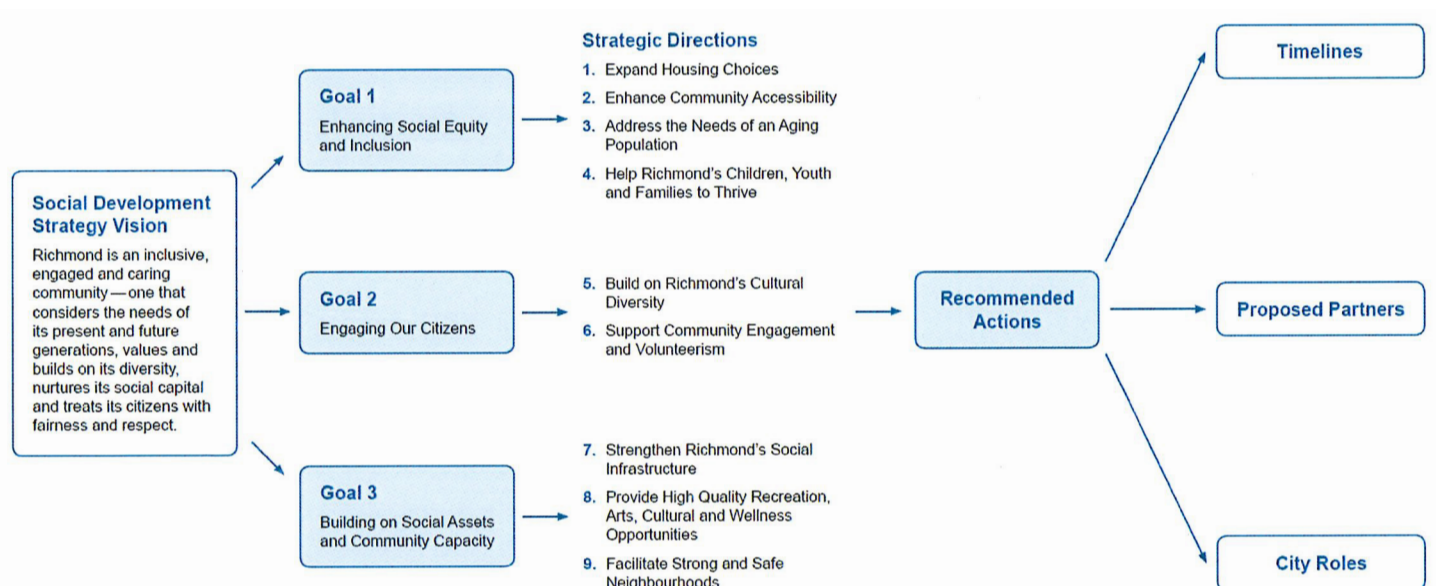 Social Development
Strategy Vision
Richmond is an inclusive,
engaged and caring
community—one that
considers the needs of
its present and future
generations, values and
builds on its diversity,
nurtures its social capital
and treats its citizens with
fairness and respect.
Goal 1
Enhancing Social Equity
and Inclusion
Goal 2
Engaging Our Citizens
Goal 3
Building on Social Assets
and Community Capacity
Strategic Directions
1. Expand Housing Choices
2. Enhance Community Accessibility
3. Address the Needs of an Aging
Population
4. Help Richmond's Children, Youth
and Families to Thrive
5. Build on Richmond's Cultural
Diversity
6. Support Community Engagement
and Volunteerism
7. Strengthen Richmond's Social
Infrastructure
8. Provide High Quality Recreation,
Arts, Cultural and Wellness
Opportunities
9. Facilitate Strong and Safe
Neighbourhoods
Recommended
Actions
Timelines
Proposed Partners
City Roles